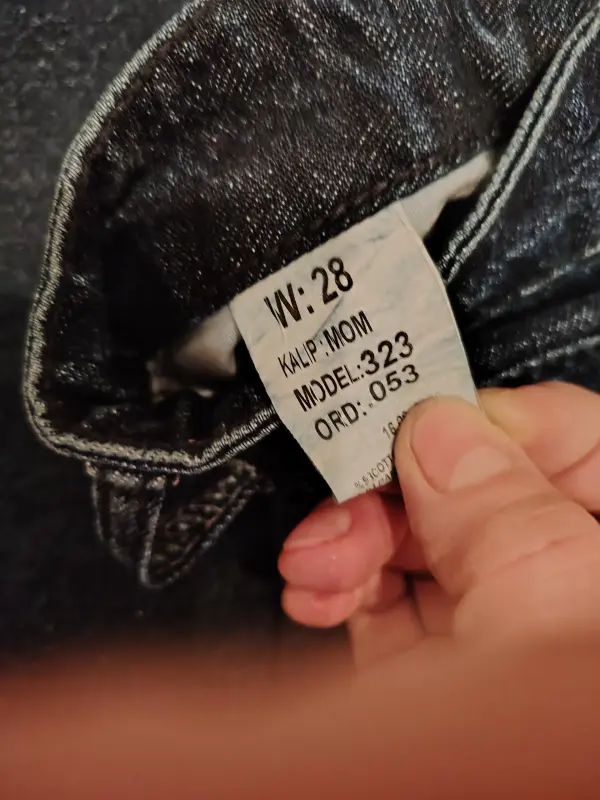 W: 28
KALIP :MOM
MODEL:323
ORD: 053